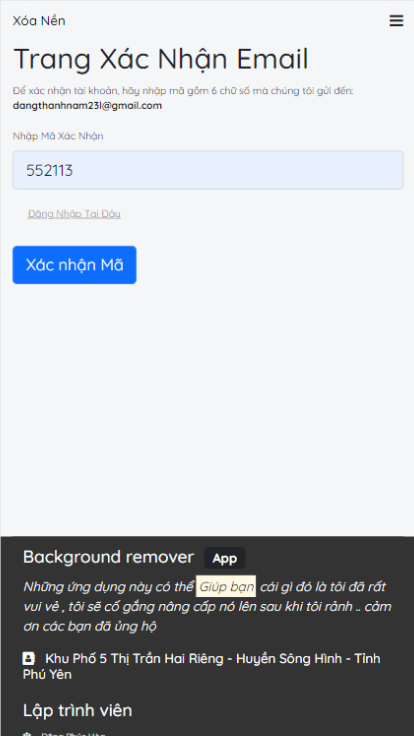 Xóa Nền
Trang Xác Nhận Email
Để xác nhận tài khoản, hãy nhập mã gồm 6 chữ số mà chúng tôi gửi đến:
dangthanhnam23l@gmail.com
Nhập Mã Xác Nhận
552113
Đăng Nhập Tại Đây
Xác nhận Mã
Background remover App
Những ứng dụng này có thể Giúp bạn cái gì đó là tôi đã rất
vui vẻ , tôi sẽ cố gắng nâng cấp nó lên sau khi tôi rảnh .. cảm
ơn các bạn đã ủng hộ
Khu Phố 5 Thị Trấn Hai Riêng - Huyền Sông Hinh - Tỉnh
Phú Yên
Lập trình viên